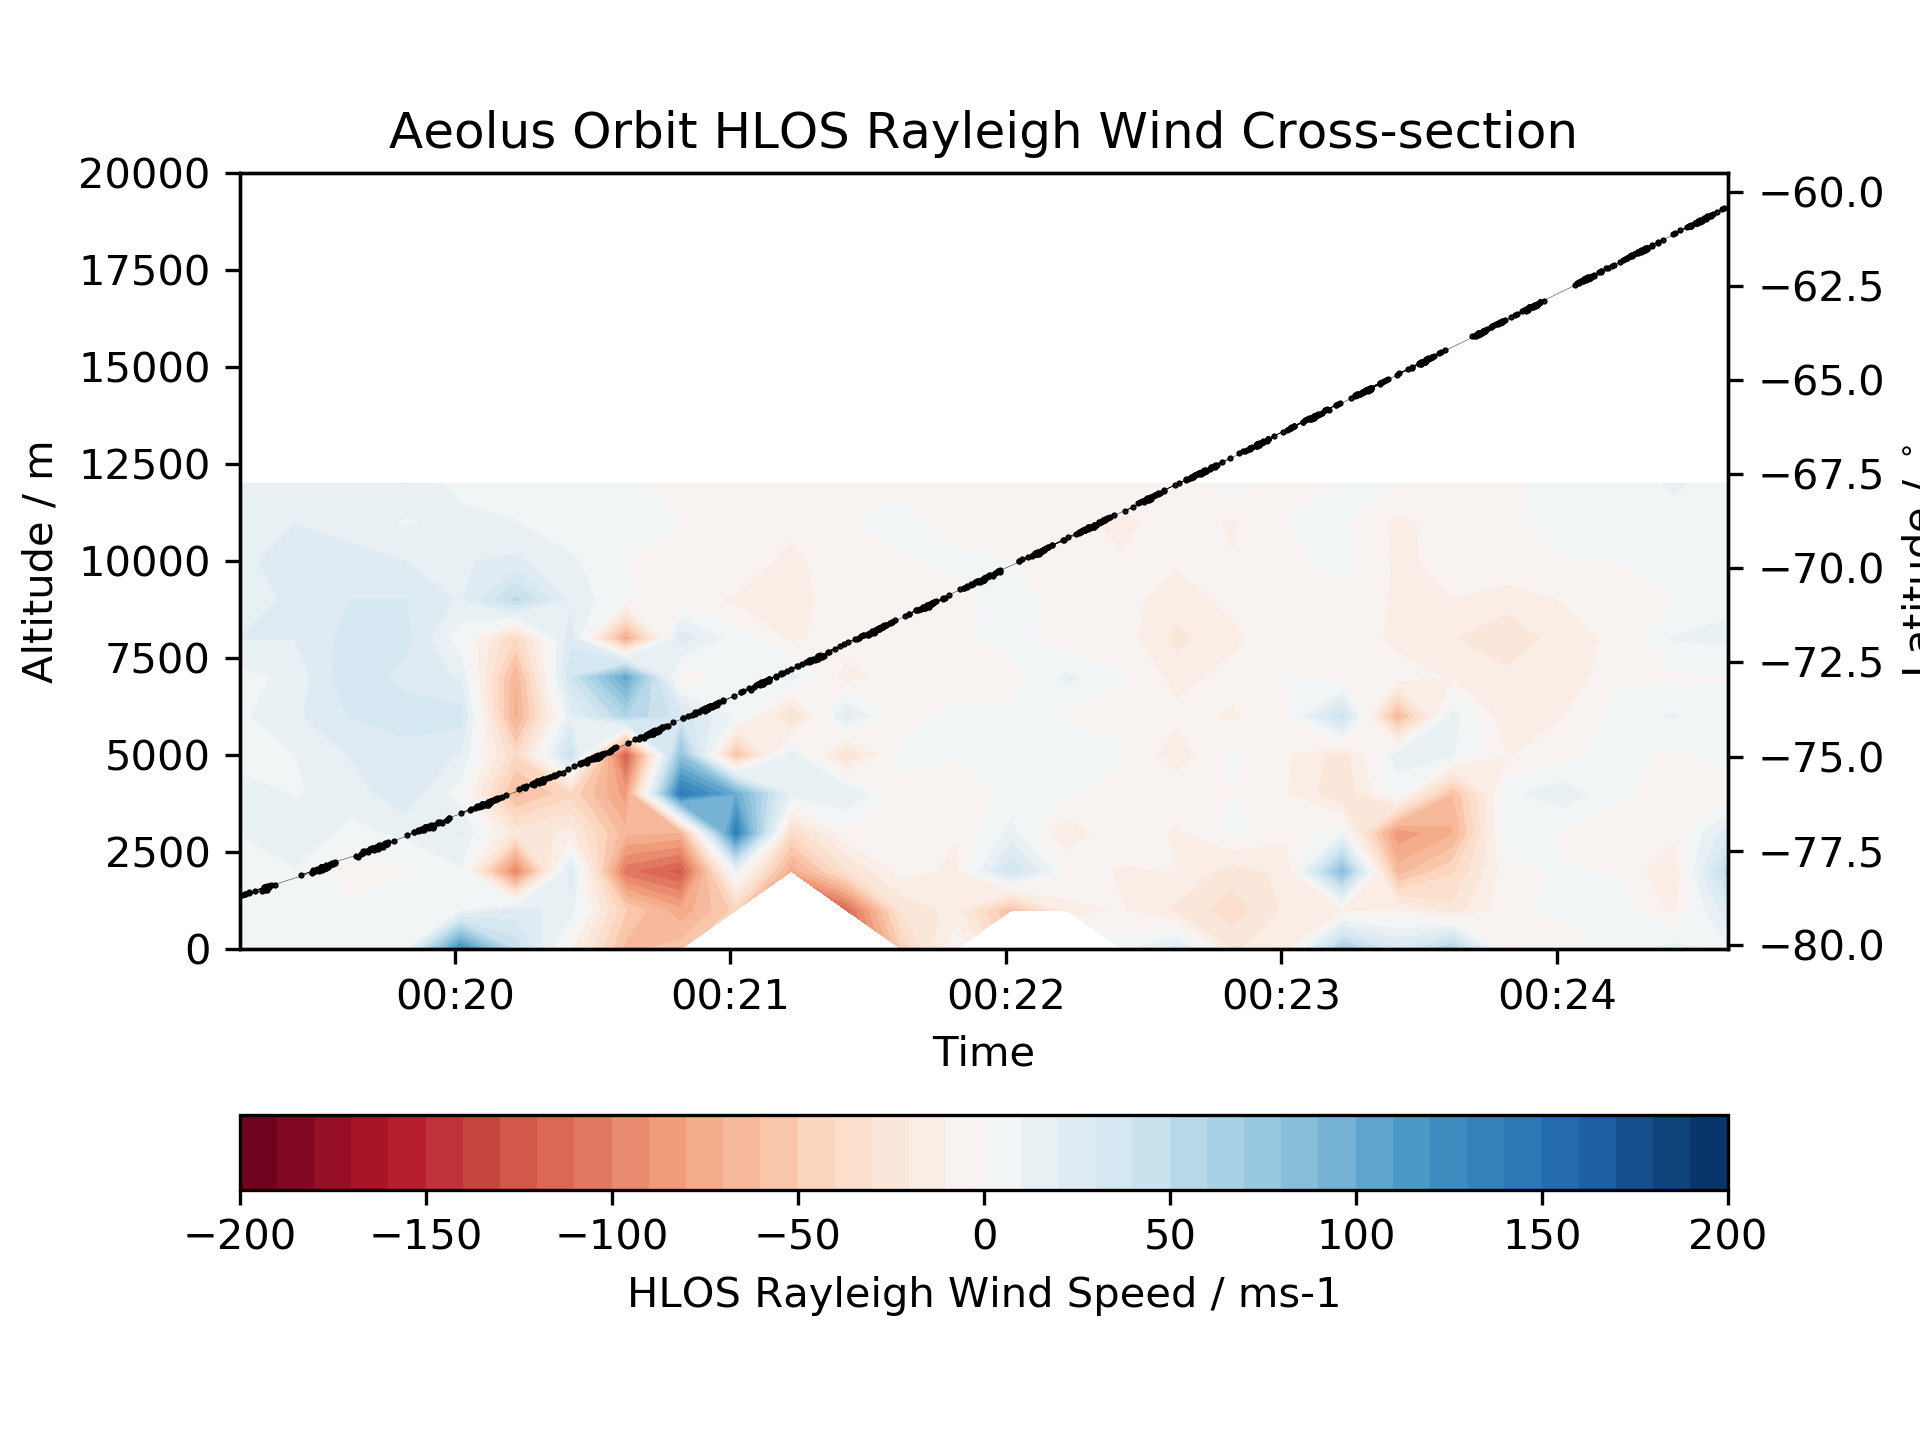 Aeolus Orbit HLOS Rayleigh Wind Cross-section
20000
17500
15000
12500
10000
7500
5000
2500
0
Altitude / m
−60.0
−62.5
−65.0
−67.5
−70.0
−72.5
−75.0
−77.5
−80.0
Latitude / °
00:20 00:21 00:22 00:23 00:24
Time
−200 −150 −100 −50 0 50 100 150 200
HLOS Rayleigh Wind Speed / ms-1